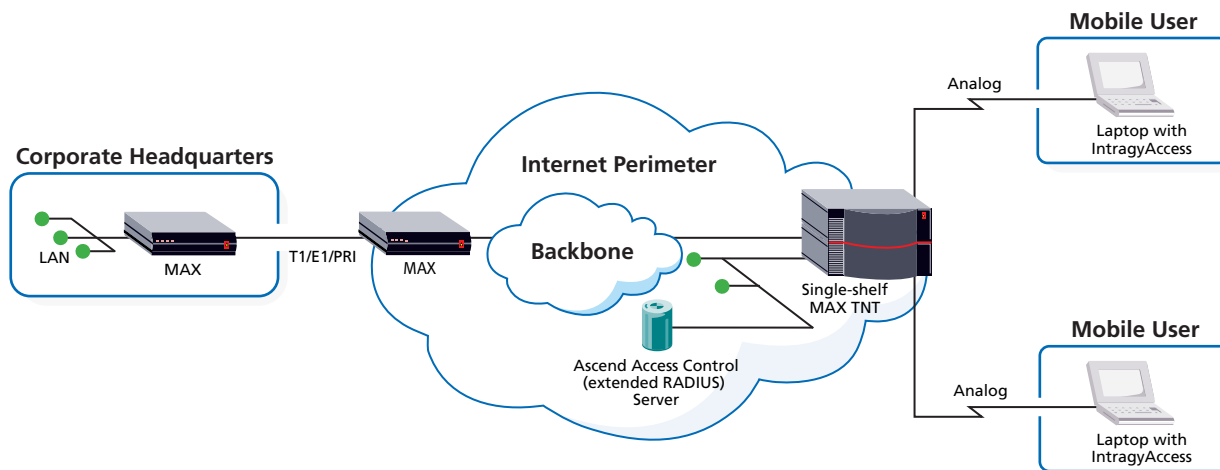 Corporate Headquarters
LAN
MAX
T1/E1/PRI
Internet Perimeter
MAX
Backbone
Single-shelf
MAX TNT
Ascend Access Control
(extended RADIUS)
Server
Analog
Mobile User
Laptop with
IntragyAccess
Analog
Mobile User
Laptop with
IntragyAccess